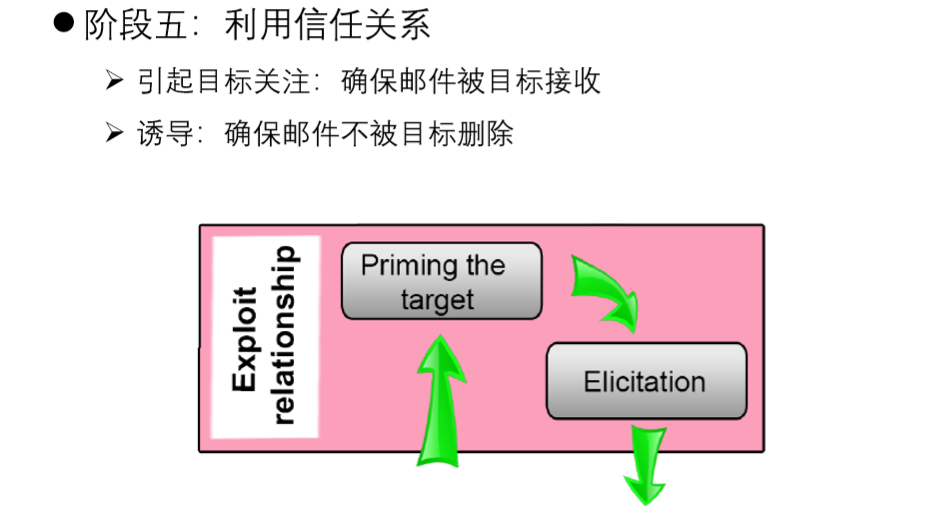 ● 阶段五：利用信任关系
➢ 引起目标关注：确保邮件被目标接收
➢ 诱导：确保邮件不被目标删除
Exploit
relationship
Priming the
target
Elicitation